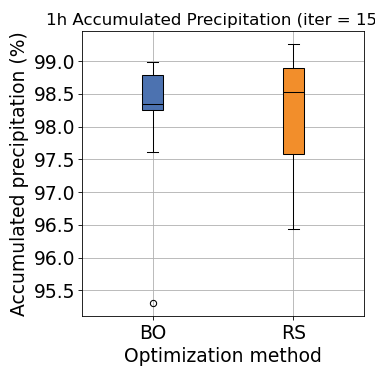 1h Accumulated Precipitation (iter = 15
Accumulated precipitation (%)
99.0
98.5
98.0
97.5
97.0
96.5
96.0
95.5
BO RS
Optimization method